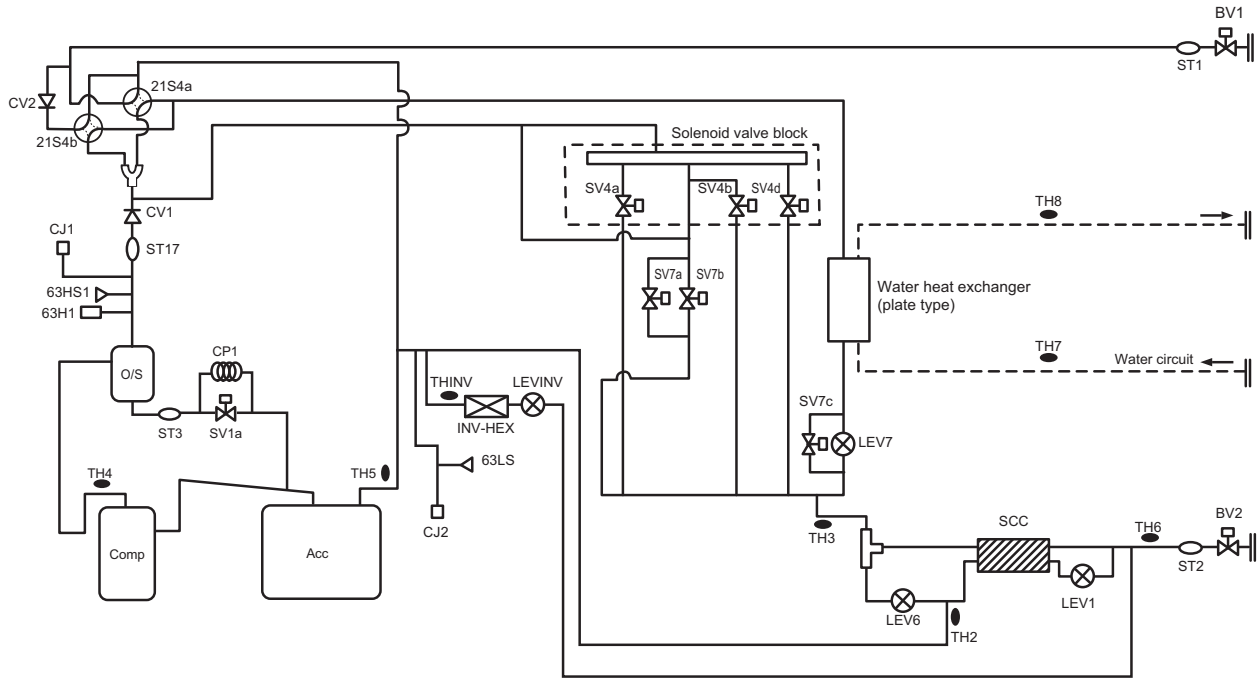 BV1
ST1
21S4a
CV2
21S4b
Solenoid valve block
SV4a
SV4b
SV4d
CV1
TH8
CJ1
ST17
SV7a
SV7b
63HS1
63H1
Water heat exchanger
(plate type)
CP1
O/S
TH7
Water circuit
THINV
LEVINV
ST3
SV1a
INV-HEX
SV7c
LEV7
63LS
TH4
TH5
CJ2
TH3
SCC
TH6
BV2
Comp
Acc
ST2
LEV1
LEV6
TH2